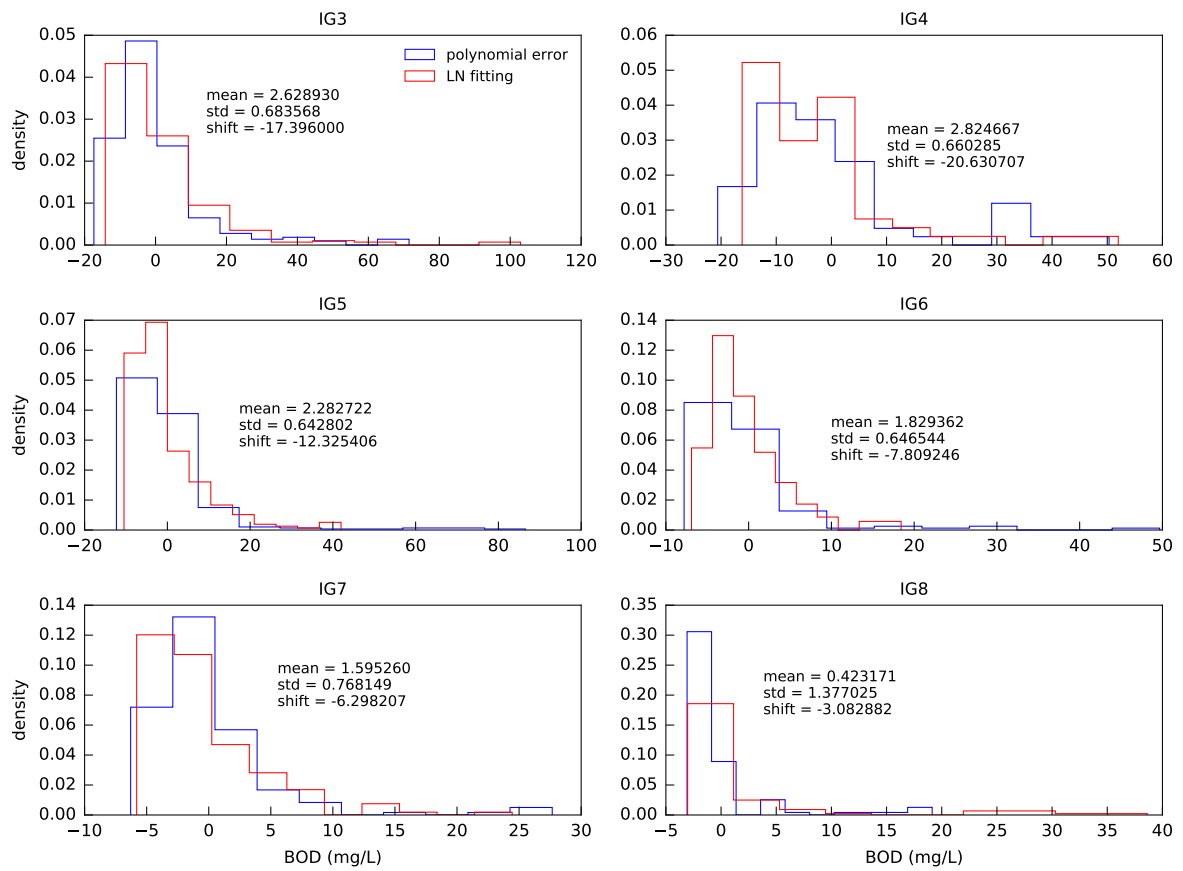 IG3
0.05
0.04
0.03
0.02
0.01
0.00
density
polynomial error
LN fitting
mean = 2.628930
std = 0.683568
shift = -17.396000
−20 0 20 40 60 80 100 120
IG4
0.06
0.05
0.04
0.03
0.02
0.01
0.00
mean = 2.824667
std = 0.660285
shift = -20.630707
−30 −20 −10 0 10 20 30 40 50 60
IG5
0.07
0.06
0.05
0.04
0.03
0.02
0.01
0.00
density
mean = 2.282722
std = 0.642802
shift = -12.325406
−20 0 20 40 60 80 100
IG6
0.14
0.12
0.10
0.08
0.06
0.04
0.02
0.00
mean = 1.829362
std = 0.646544
shift = -7.809246
−10 0 10 20 30 40 50
IG7
0.14
0.12
0.10
0.08
0.06
0.04
0.02
0.00
density
mean = 1.595260
std = 0.768149
shift = -6.298207
−10 −5 0 5 10 15 20 25 30
BOD (mg/L)
IG8
0.35
0.30
0.25
0.20
0.15
0.10
0.05
0.00
mean = 0.423171
std = 1.377025
shift = -3.082882
−5 0 5 10 15 20 25 30 35 40
BOD (mg/L)